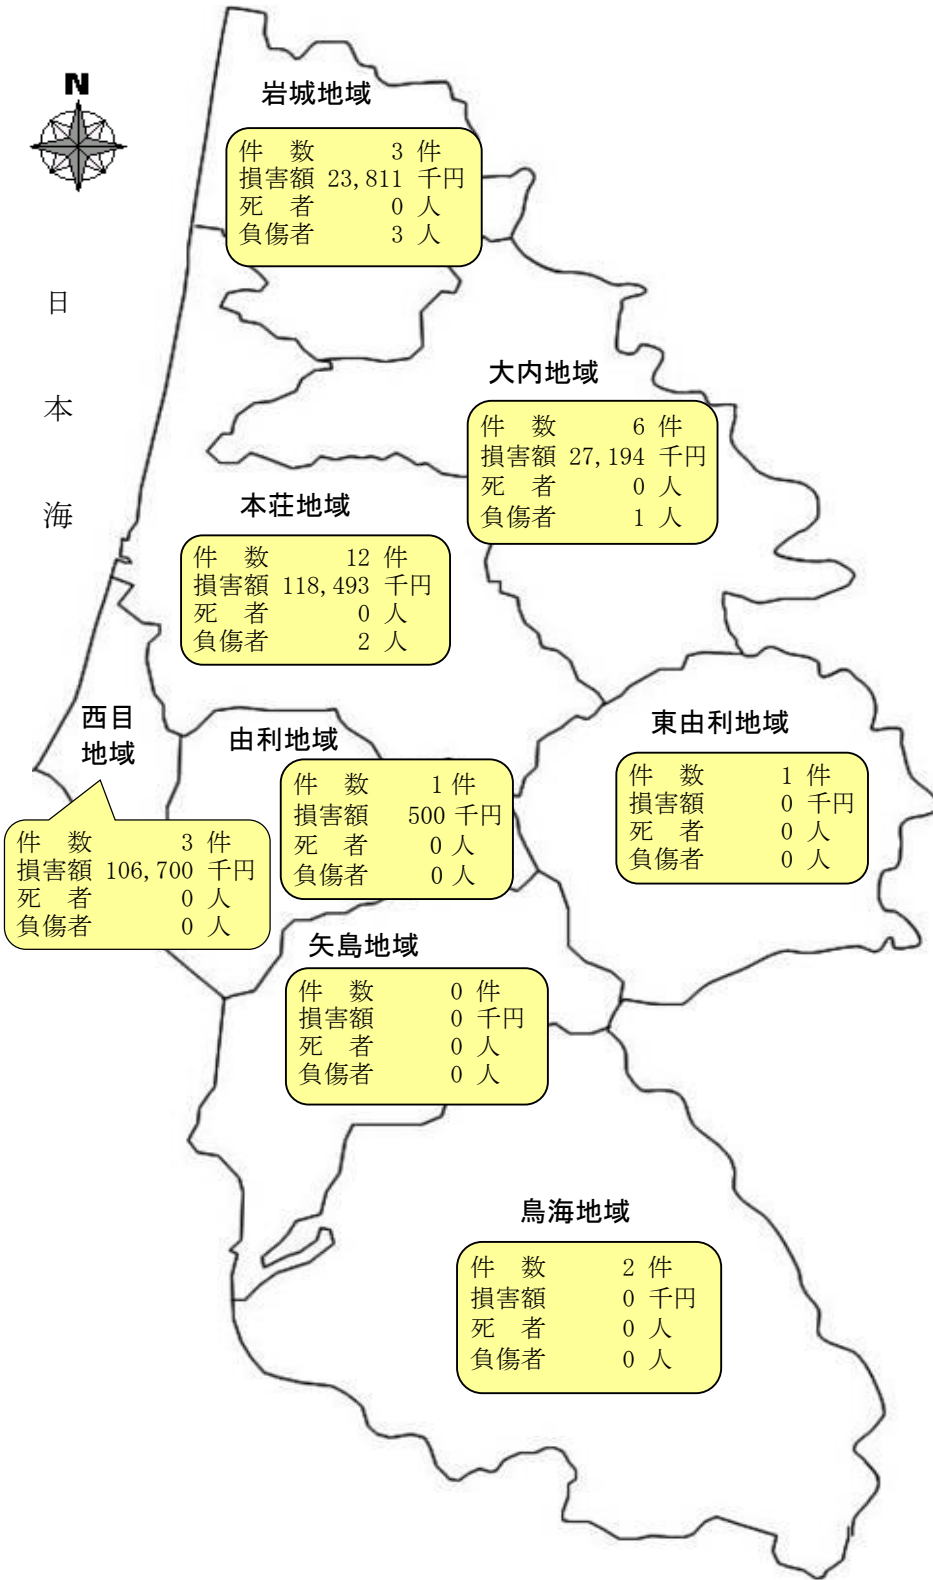 N
岩城地域
件　数　3 件
損害額 23,811 千円
死　者　0 人
負傷者　3 人
日
本
海
大内地域
件　数　6 件
損害額 27,194 千円
死　者　0 人
負傷者　1 人
本荘地域
件　数　12 件
損害額 118,493 千円
死　者　0 人
負傷者　2 人
西目
地域
件　数　3 件
損害額 106,700 千円
死　者　0 人
負傷者　0 人
由利地域
件　数　1 件
損害額　500 千円
死　者　0 人
負傷者　0 人
東由利地域
件　数　1 件
損害額　0 千円
死　者　0 人
負傷者　0 人
矢島地域
件　数　0 件
損害額　0 千円
死　者　0 人
負傷者　0 人
鳥海地域
件　数　2 件
損害額　0 千円
死　者　0 人
負傷者　0 人